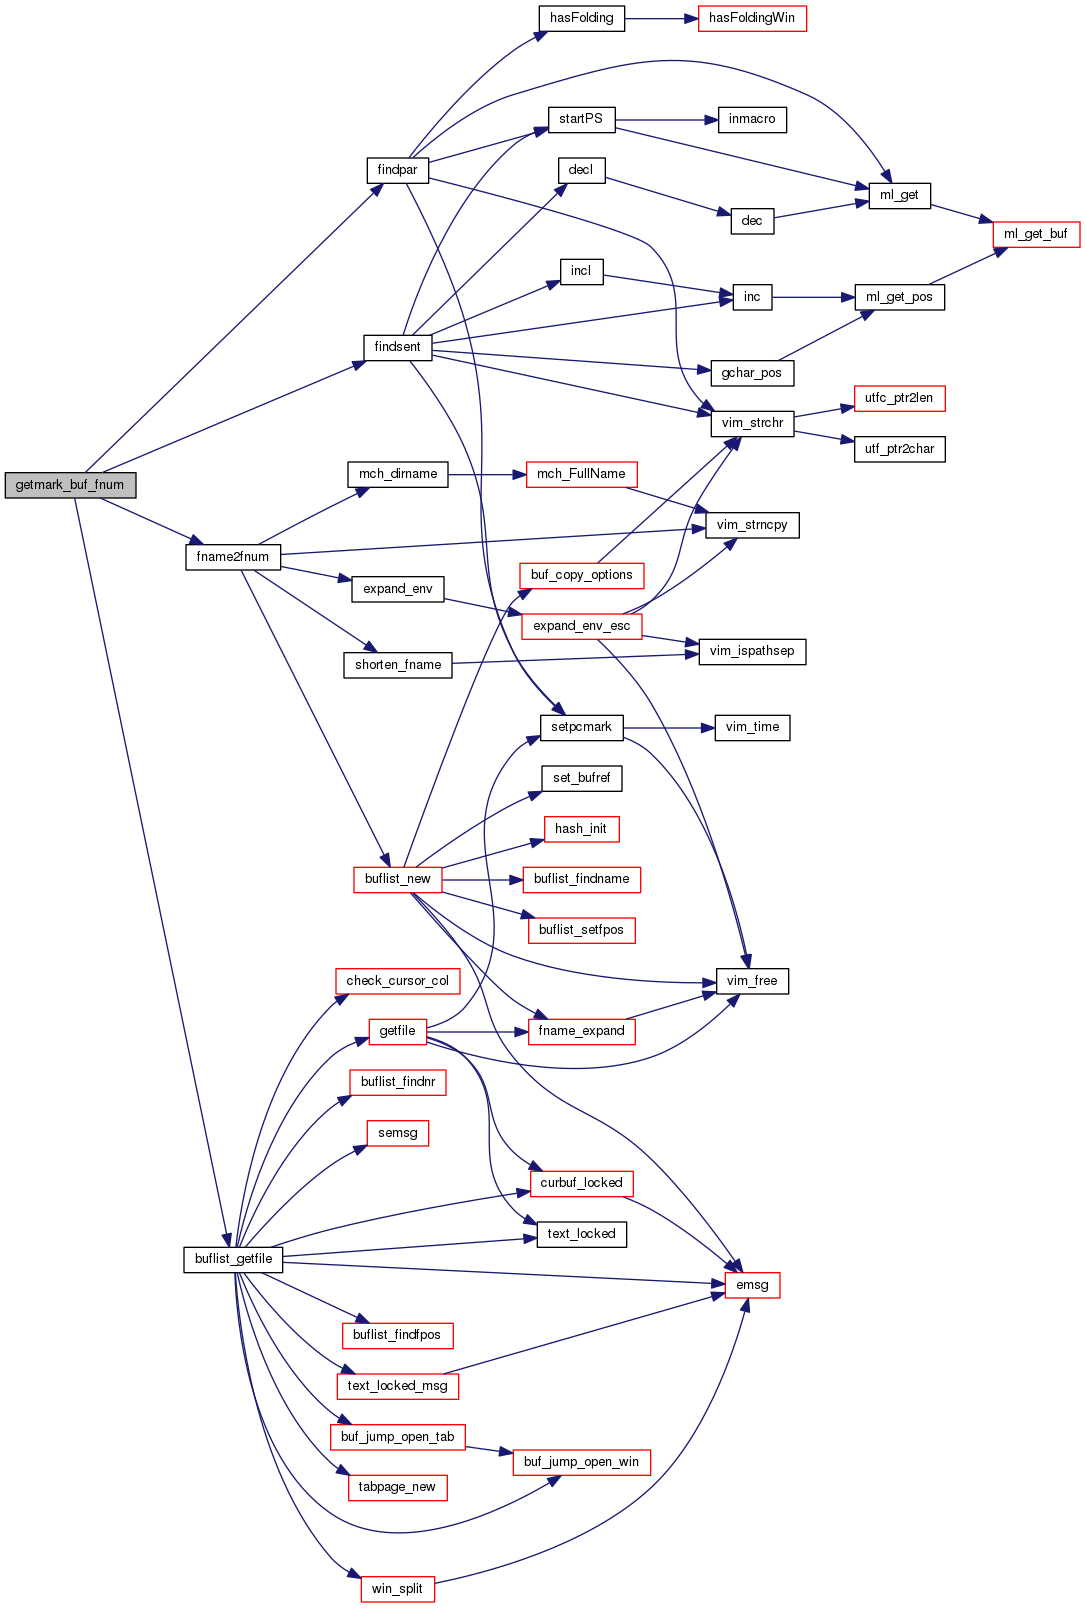 hasFolding
hasFoldingWin
startPS
inmacro
findpar
decl
ml_get
dec
ml_get_buf
incl
inc
ml_get_pos
findsent
gchar_pos
utfc_ptr2len
vim_strchr
utf_ptr2char
mch_dirname
mch_FullName
getmark_buf_fnum
vim_strncpy
fname2fnum
buf_copy_options
expand_env
expand_env_esc
vim_ispathsep
shorten_fname
setpcmark
vim_time
set_bufref
hash_init
buflist_new
buflist_findname
buflist_setfpos
check_cursor_col
vim_free
getfile
fname_expand
buflist_findnr
semsg
curbuf_locked
text_locked
buflist_getfile
emsg
buflist_findfpos
text_locked_msg
buf_jump_open_tab
buf_jump_open_win
tabpage_new
win_split